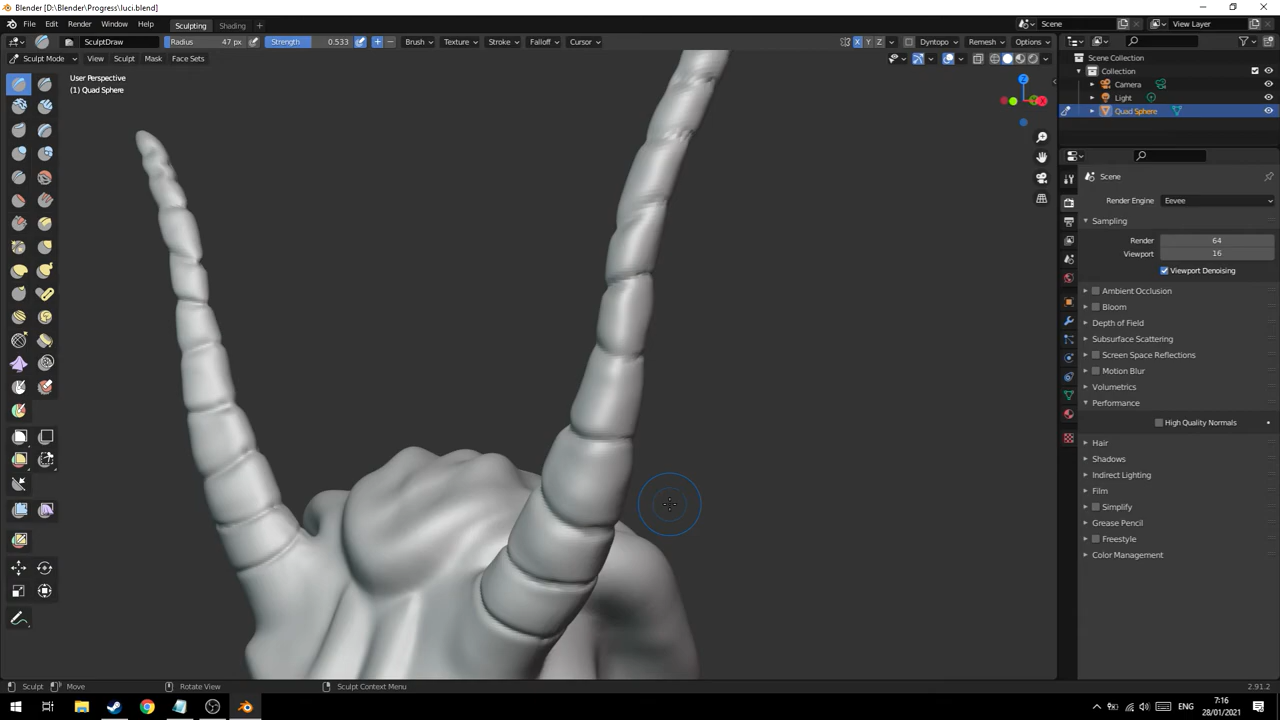 Blender [D:\Blender\Progress\luci.blend]
File Edit Render Window Help Sculpting Shading Scene View Layer
SculptDraw Radius 47 px Strength 0.533 Brush Texture Stroke Falloff Cursor X Y Z Dyntopo Remesh Options
Sculpt Mode View Sculpt Mask Face Sets
User Perspective
(1) Quad Sphere
Z
Scene Collection
Collection
Camera
Light
Quad Sphere
Scene
Render Engine Eevee
Sampling
Render 64
Viewport 16
Viewport Denoising
Ambient Occlusion
Bloom
Depth of Field
Subsurface Scattering
Screen Space Reflections
Motion Blur
Volumetrics
Performance
High Quality Normals
Hair
Shadows
Indirect Lighting
Film
Simplify
Grease Pencil
Freestyle
Color Management
Sculpt Move Rotate View Sculpt Context Menu 2.91.2
ENG 7:16
28/01/2021